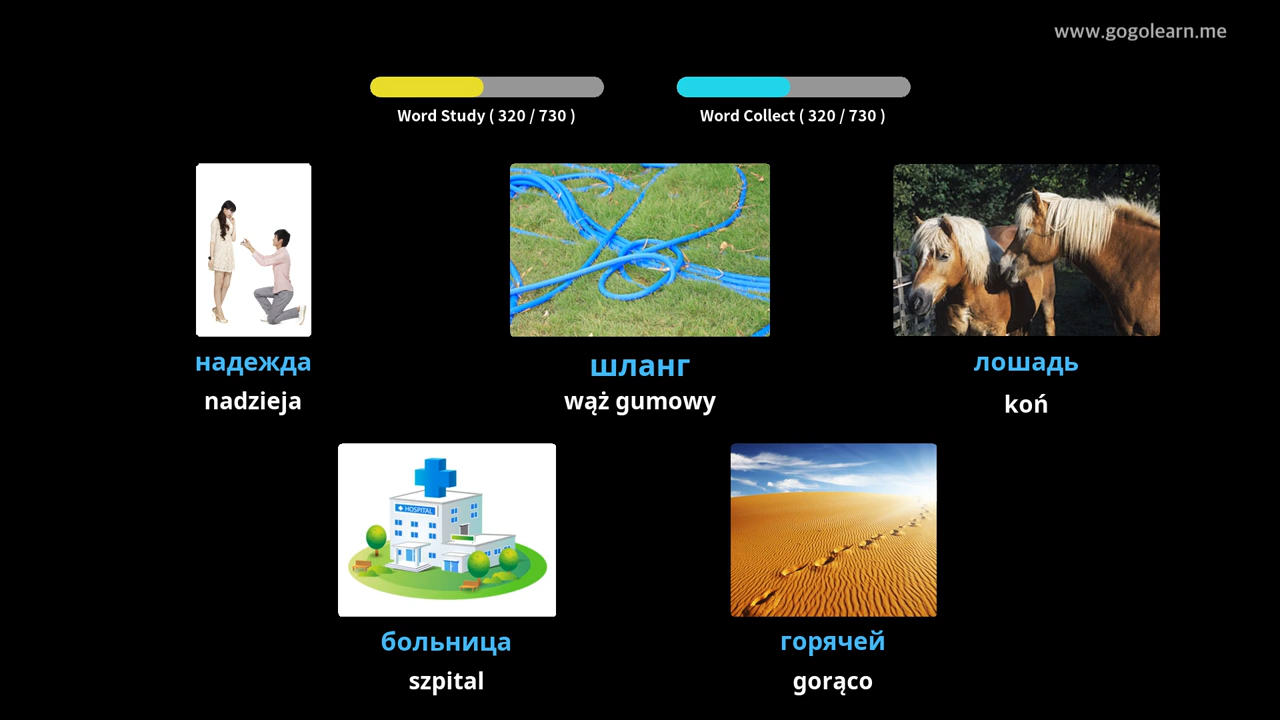 www.gogolearn.me
Word Study ( 320 / 730 )
Word Collect ( 320 / 730 )
надежда
nadzieja
шланг
wąż gumowy
лошадь
koń
HOSPITAL
больница
szpital
горячей
gorąco